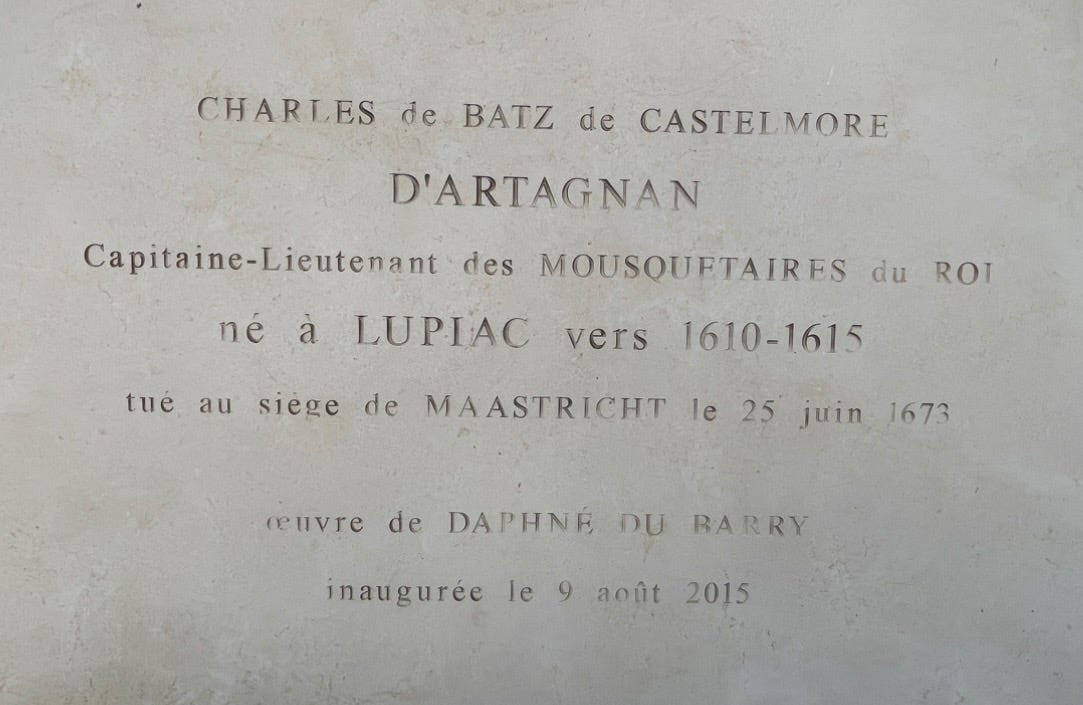 CHARLES de BATZ de CASTELMORE
D'ARTAGNAN
Capitaine-Lieutenant des MOUSQUETAIRES du ROI
né à LUPIAC vers 1610-1615
tué au siège de MAASTRICHT le 25 juin 1673
œuvre de DAPHNÉ DU BARRY
inaugurée le 9 août 2015